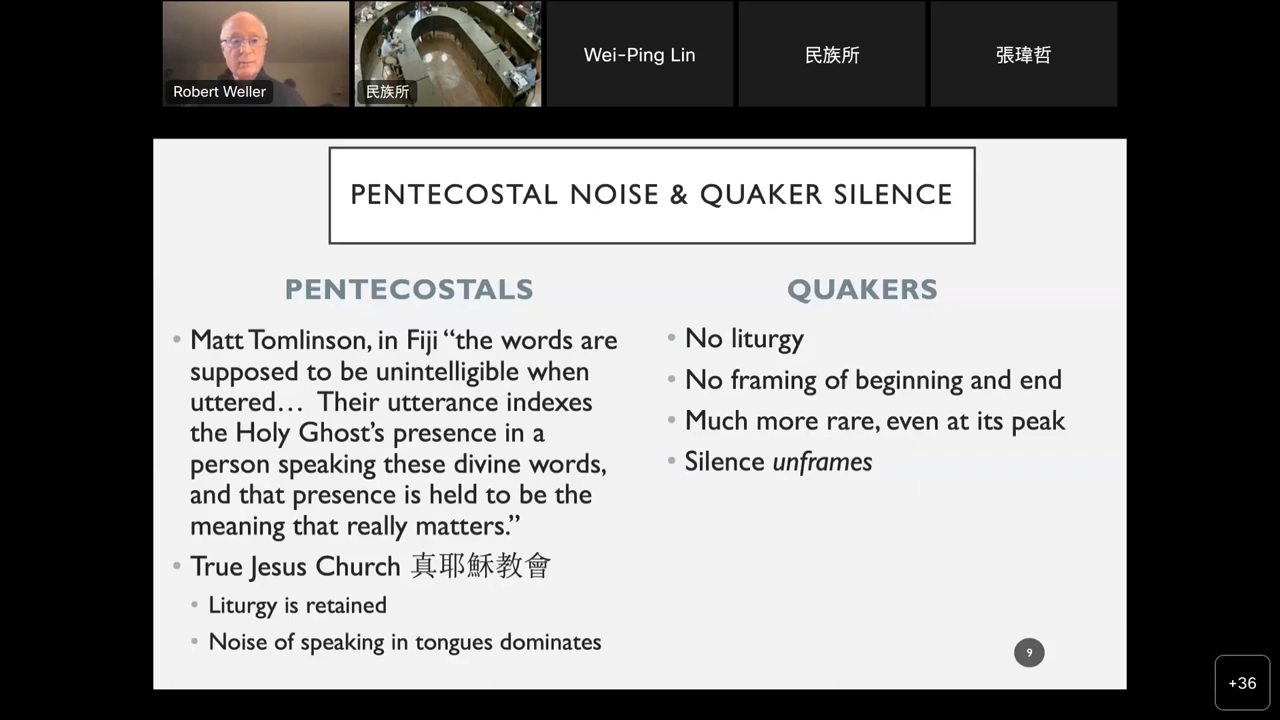 Robert Weller
民族所
Wei-Ping Lin
民族所
張瑋哲
PENTECOSTAL NOISE & QUAKER SILENCE
PENTECOSTALS
• Matt Tomlinson, in Fiji “the words are
supposed to be unintelligible when
uttered… Their utterance indexes
the Holy Ghost’s presence in a
person speaking these divine words,
and that presence is held to be the
meaning that really matters.”
• True Jesus Church 真耶穌教會
• Liturgy is retained
• Noise of speaking in tongues dominates
QUAKERS
• No liturgy
• No framing of beginning and end
• Much more rare, even at its peak
• Silence unframes
9
+36